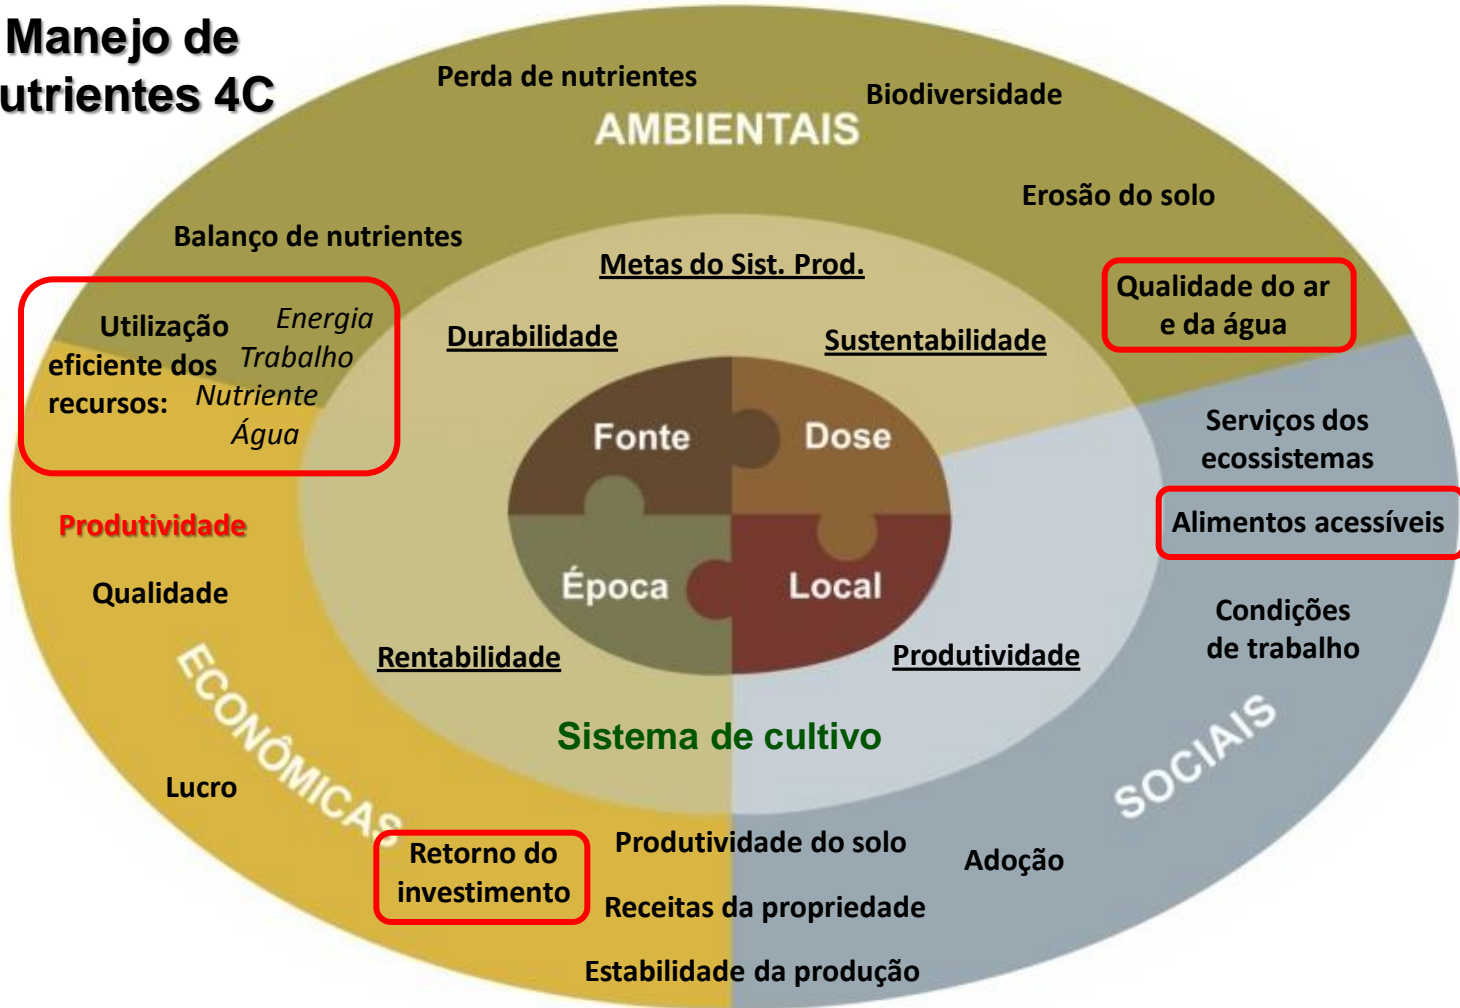 Manejo de
utrientes 4C
Perda de nutrientes
Biodiversidade
AMBIENTAIS
Erosão do solo
Balanço de nutrientes
Metas do Sist. Prod.
Qualidade do ar
e da água
Utilização
eficiente dos
recursos:
Energia
Trabalho
Nutriente
Água
Durabilidade
Sustentabilidade
Fonte
Dose
Época
Local
Serviços dos
ecossistemas
Produtividade
Alimentos acessíveis
Qualidade
Condições
de trabalho
Rentabilidade
Produtividade
ECONÔMICAS
Sistema de cultivo
SOCIAIS
Lucro
Retorno do
investimento
Produtividade do solo
Adoção
Receitas da propriedade
Estabilidade da produção